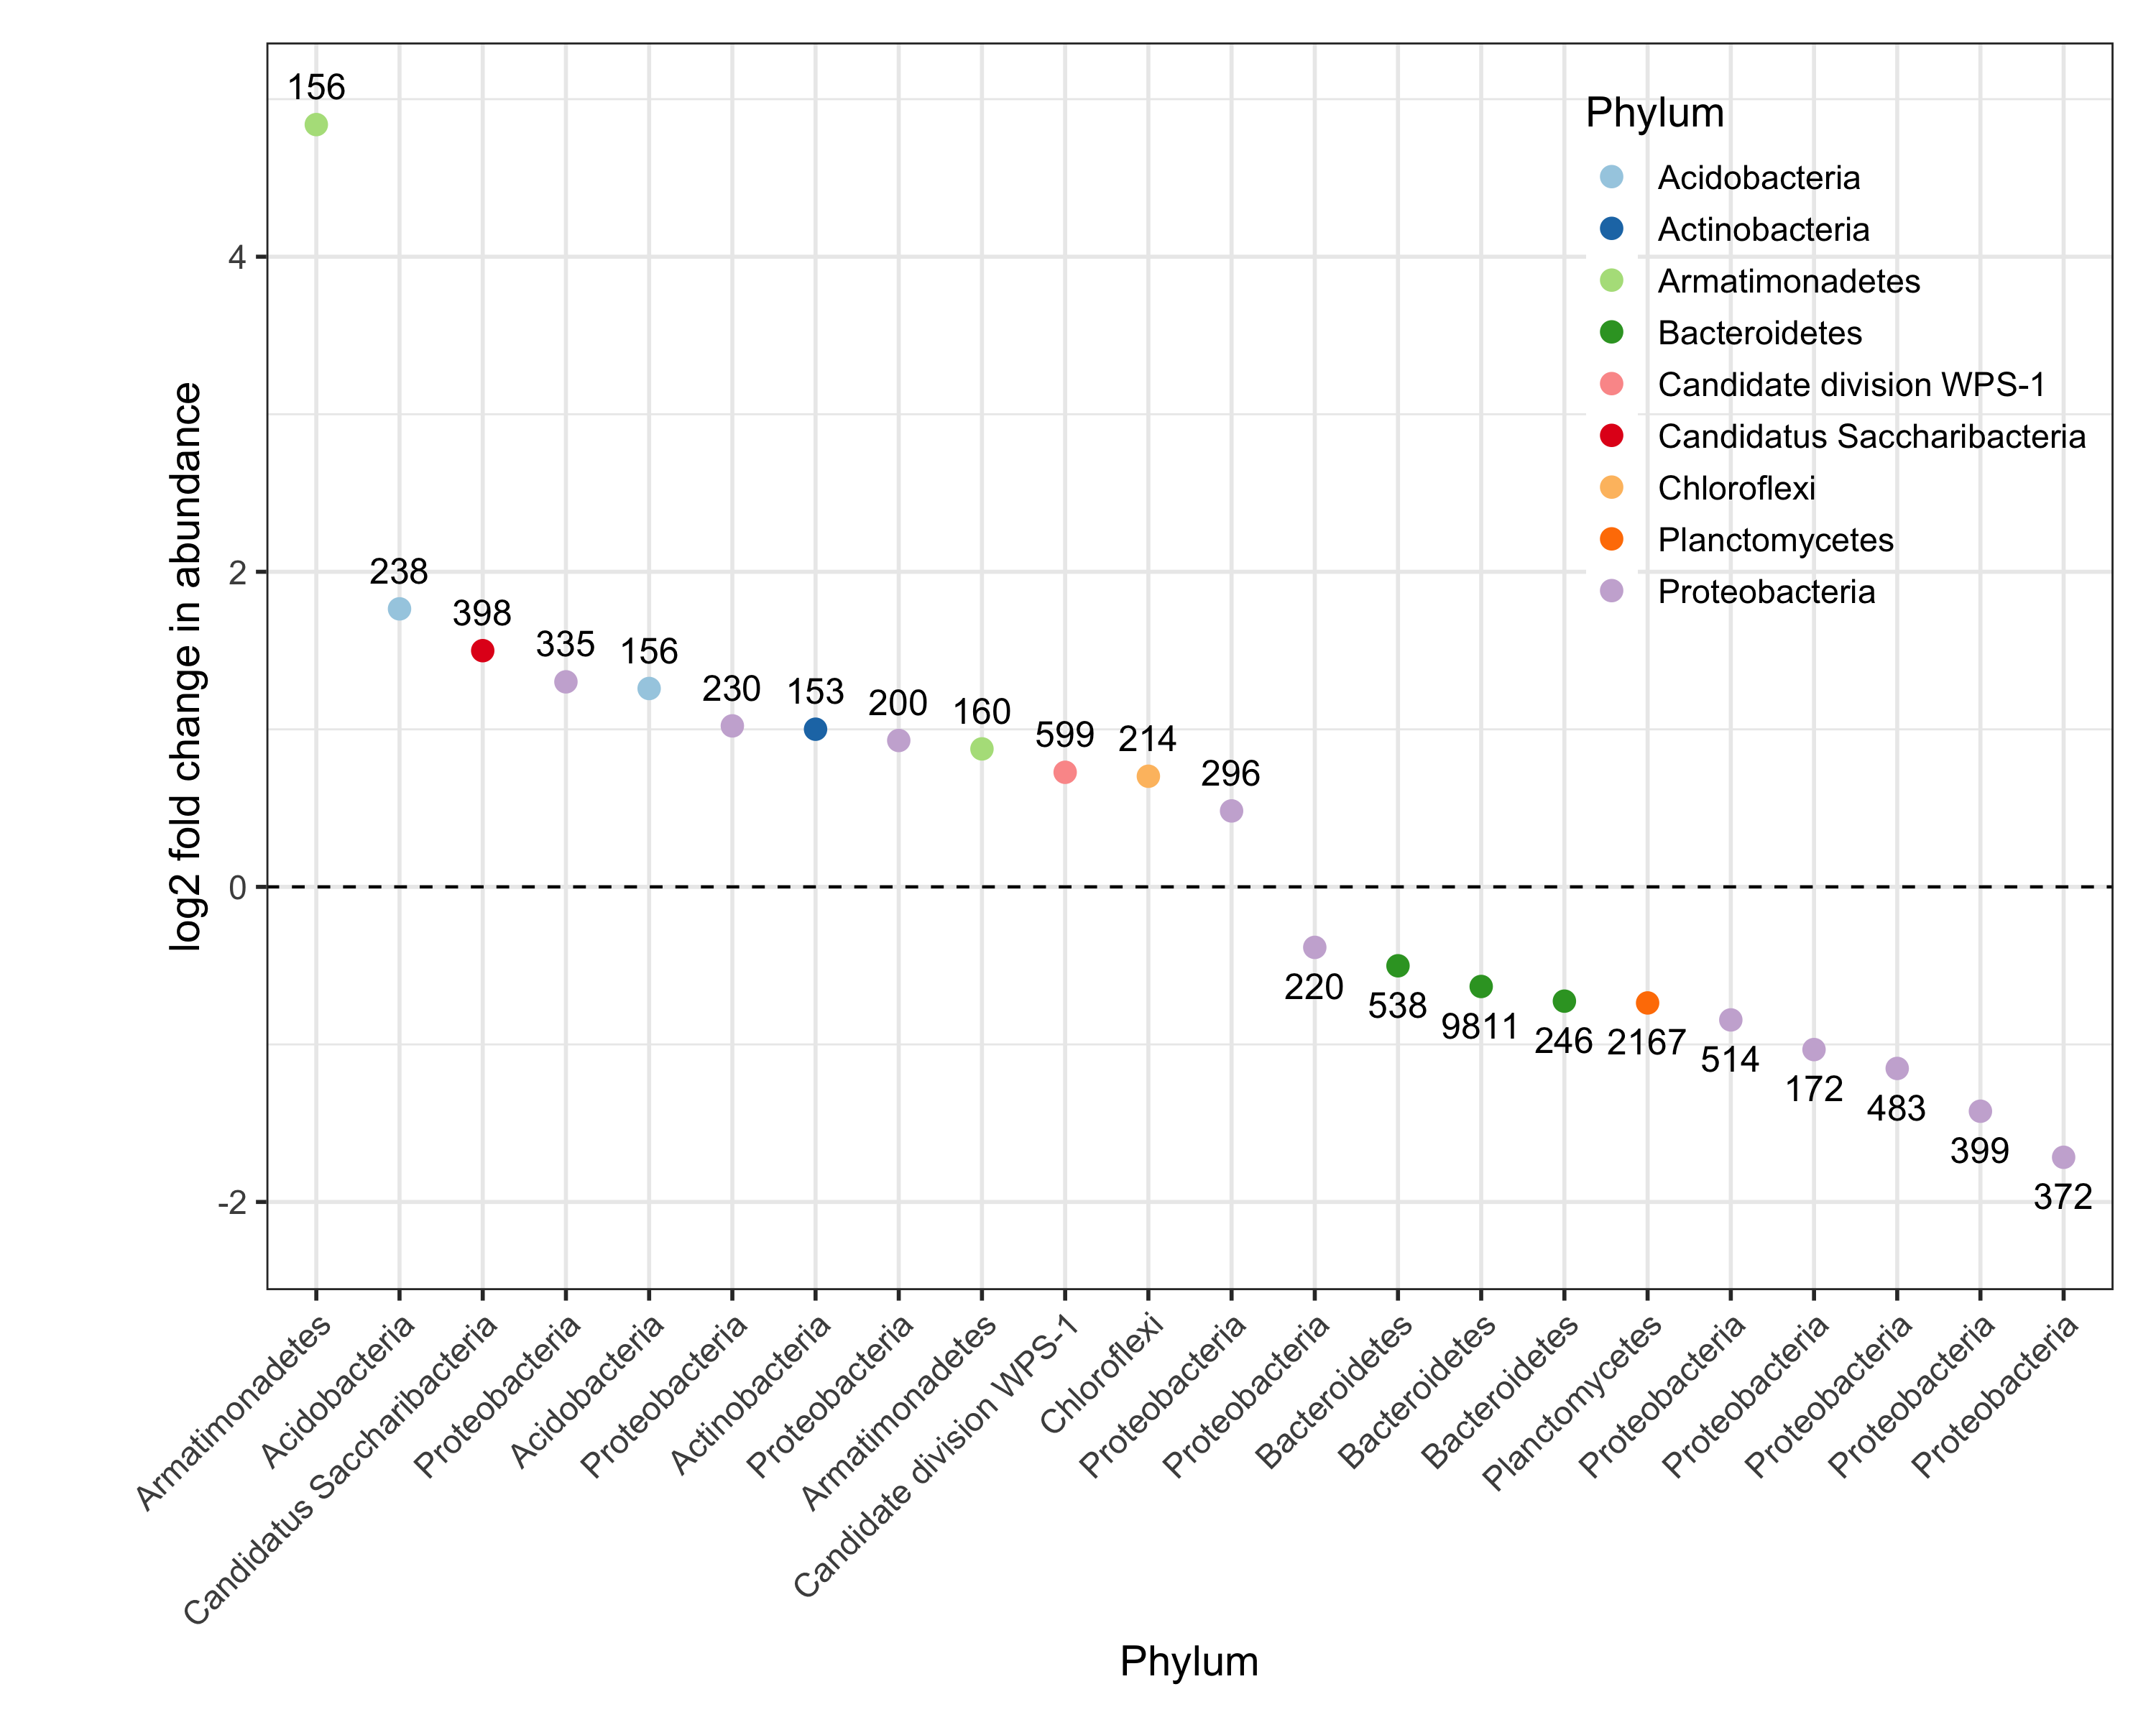 156
238
398
335
156
230
153
200
160
599
214
296
220
538
9811
246
2167
514
172
483
399
372
Phylum
Acidobacteria
Actinobacteria
Armatimonadetes
Bacteroidetes
Candidate division WPS-1
Candidatus Saccharibacteria
Chloroflexi
Planctomycetes
Proteobacteria
log2 fold change in abundance
4
2
0
-2
Armatimonadetes
Acidobacteria
Candidatus Saccharibacteria
Proteobacteria
Acidobacteria
Proteobacteria
Actinobacteria
Proteobacteria
Armatimonadetes
Candidate division WPS-1
Chloroflexi
Proteobacteria
Proteobacteria
Bacteroidetes
Bacteroidetes
Bacteroidetes
Planctomycetes
Proteobacteria
Proteobacteria
Proteobacteria
Proteobacteria
Proteobacteria
Phylum